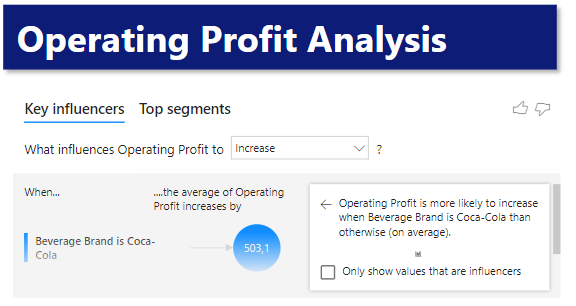 Operating Profit Analysis
Key influencers Top segments
What influences Operating Profit to Increase ?
When... ....the average of Operating
Profit increases by
Beverage Brand is Coca-
Cola
503,1
Operating Profit is more likely to increase
when Beverage Brand is Coca-Cola than
otherwise (on average).
Only show values that are influencers